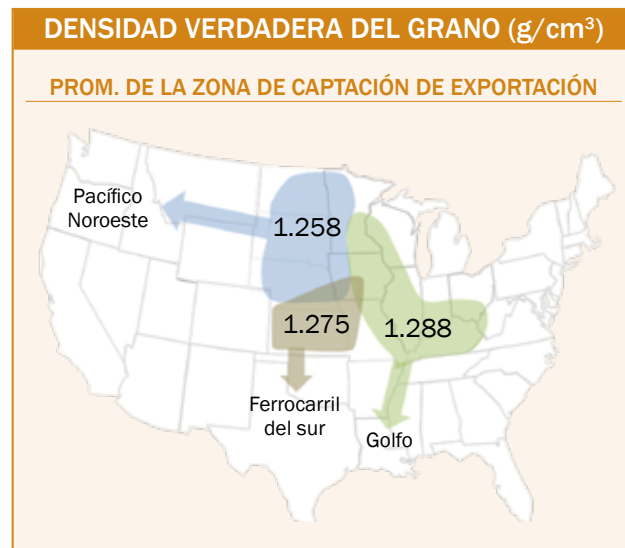 DENSIDAD VERDADERA DEL GRANO (g/cm³)
PROM. DE LA ZONA DE CAPTACIÓN DE EXPORTACIÓN
Pacífico
Noroeste
1.258
1.275
1.288
Ferrocarril
del sur
Golfo